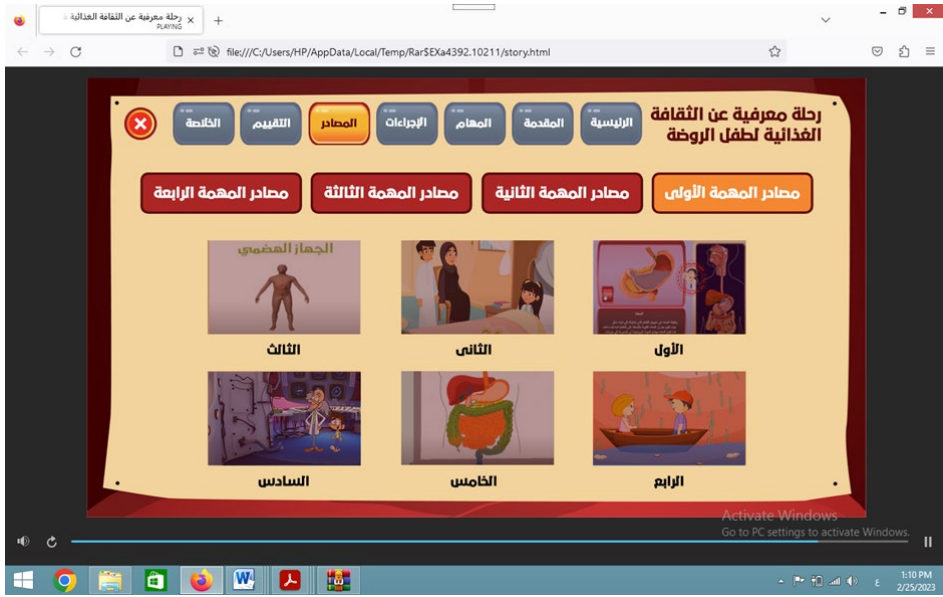 رحلة معرفية عن الثقافة الغذائية
PLAYING
file:///C:/Users/HP/AppData/Local/Temp/Rar$EXa4392.10211/story.html
رحلة معرفية عن الثقافة
الغذائية لطفل الروضة
الرئيسية
المقدمة
المهام
الإجراءات
المصادر
التقييم
الخلاصة
مصادر المهمة الأولى
مصادر المهمة الثانية
مصادر المهمة الثالثة
مصادر المهمة الرابعة
الجهاز الهضمي
الأول
الثانى
الثالث
الرابع
الخامس
السادس
Activate Windows
Go to PC settings to activate Windows.
ع
1:10 PM
2/25/2023